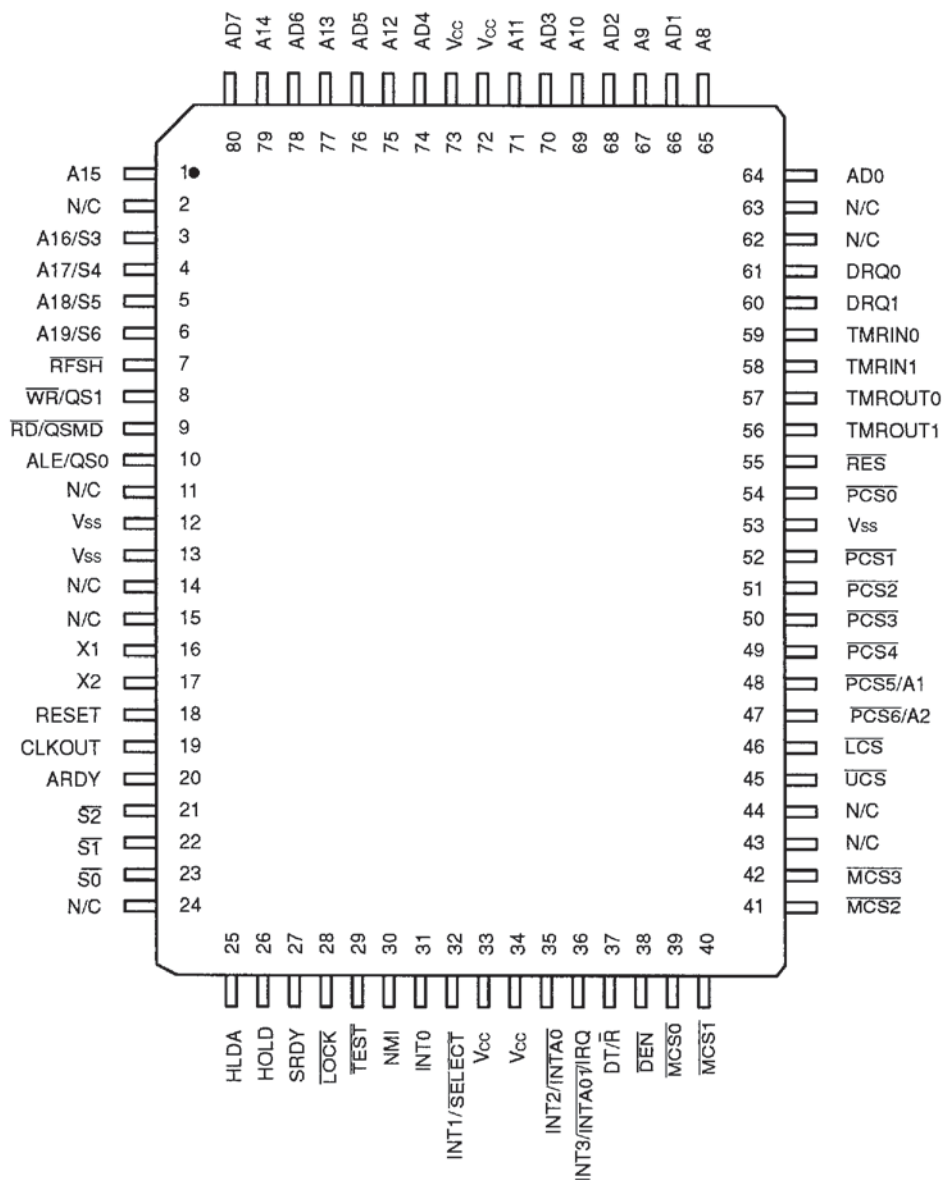 AD7 A14 AD6 A13 AD5 A12 AD4 Vcc Vcc A11 AD3 A10 AD2 A9 AD1 A8
80 79 78 77 76 75 74 73 72 71 70 69 68 67 66 65
A15 1 64 AD0
N/C 2 63 N/C
A16/S3 3 62 N/C
A17/S4 4 61 DRQ0
A18/S5 5 60 DRQ1
A19/S6 6 59 TMRIN0
RFSH 7 58 TMRIN1
WR/QS1 8 57 TMROUT0
RD/QSMD 9 56 TMROUT1
ALE/QS0 10 55 RES
N/C 11 54 PCS0
Vss 12 53 Vss
Vss 13 52 PCS1
N/C 14 51 PCS2
N/C 15 50 PCS3
X1 16 49 PCS4
X2 17 48 PCS5/A1
RESET 18 47 PCS6/A2
CLKOUT 19 46 LCS
ARDY 20 45 UCS
S2 21 44 N/C
S1 22 43 N/C
S0 23 42 MCS3
N/C 24 41 MCS2
25 26 27 28 29 30 31 32 33 34 35 36 37 38 39 40
HLDA HOLD SRDY LOCK TEST NMI INT0 INT1/SELECT Vcc Vcc INT2/INTA0 INT3/INTA01/IRQ DT/R DEN MCS0 MCS1